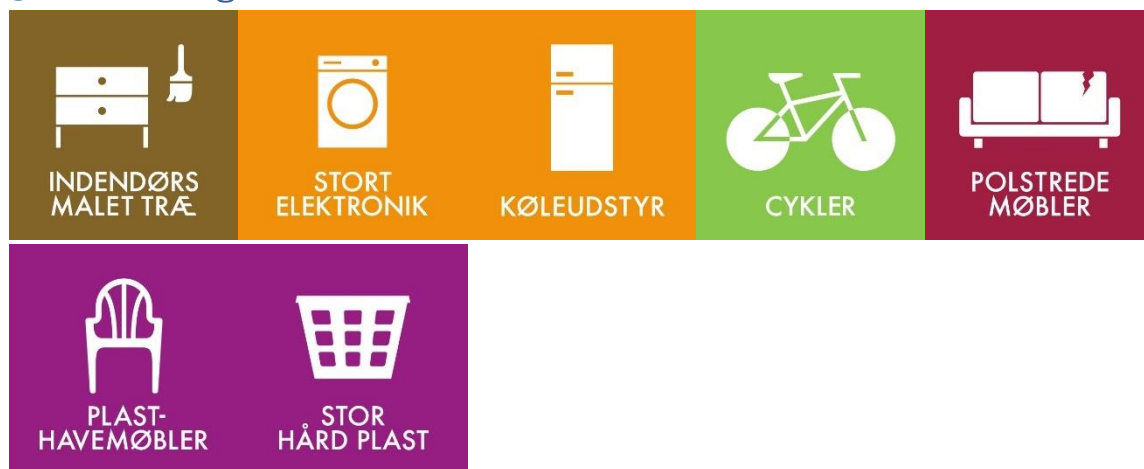 INDENDØRS
MALET TRÆ
STORT
ELEKTRONIK
KØLEUDSTYR
CYKLER
POLSTREDE
MØBLER
PLAST-
HAVEMØBLER
STOR
HÅRD PLAST